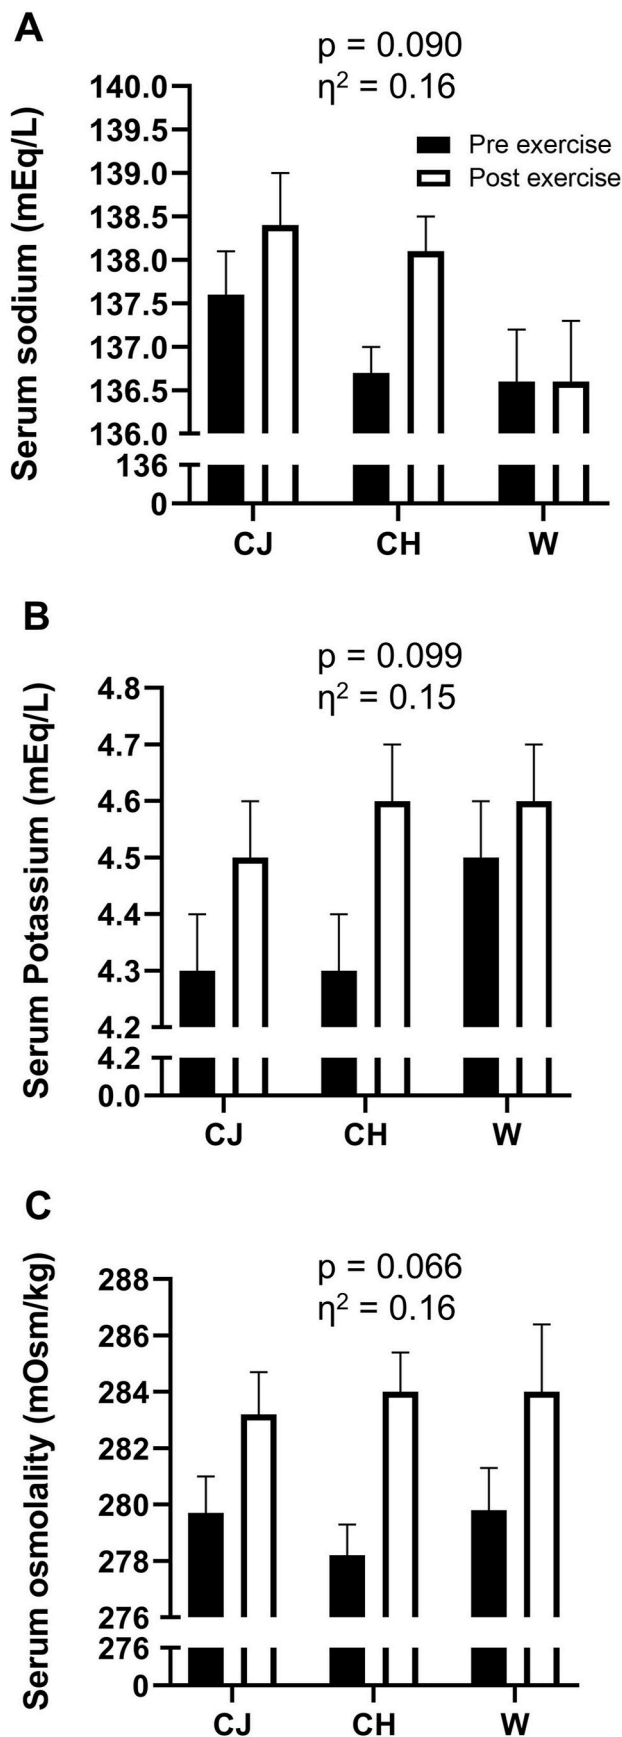 A
p = 0.090
η² = 0.16
Serum sodium (mEq/L)
140.0
139.5
139.0
138.5
138.0
137.5
137.0
136.5
136.0
136
0
Pre exercise
Post exercise
CJ CH W
B
p = 0.099
η² = 0.15
Serum Potassium (mEq/L)
4.8
4.7
4.6
4.5
4.4
4.3
4.2
4.2
0.0
CJ CH W
C
p = 0.066
η² = 0.16
Serum osmolality (mOsm/kg)
288
286
284
282
280
278
276
276
0
CJ CH W